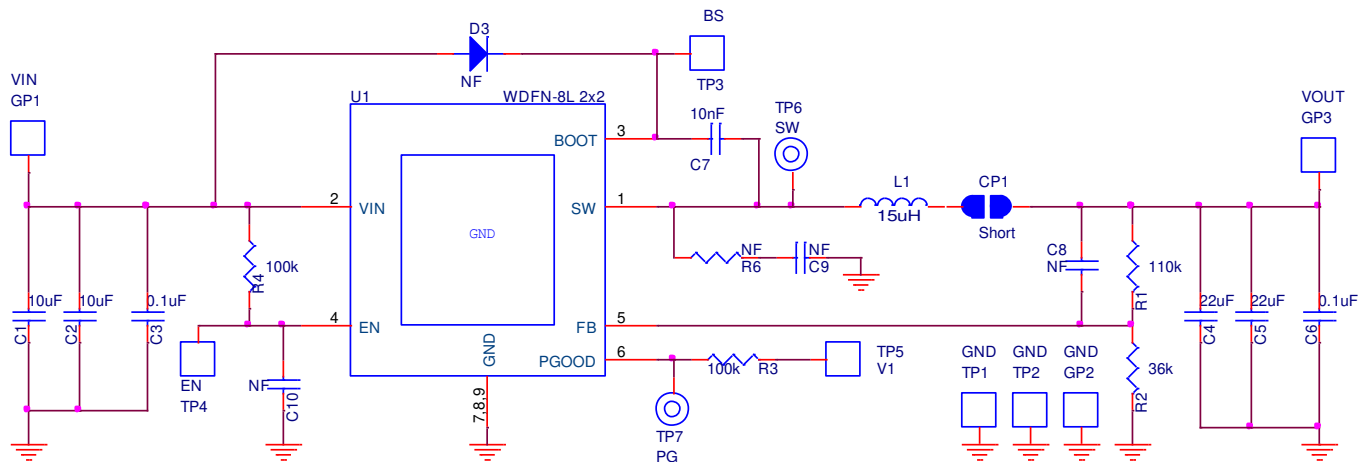 BS
D3
NF
TP3
VIN
GP1
U1
WDFN-8L 2x2
TP6
SW
VOUT
GP3
10nF
C7
BOOT
3
2
VIN
SW
1
L1
15uH
CP1
Short
GND
R4
100k
NF
R6
NF
C9
C8
NF
110k
R1
10uF
C1
10uF
C2
0.1uF
C3
22uF
C4
22uF
C5
0.1uF
C6
4
EN
FB
5
GND
PGOOD
6
100k
R3
TP5
V1
GND
TP1
GND
TP2
GND
GP2
36k
R2
EN
TP4
NF
C10
7,8,9
TP7
PG